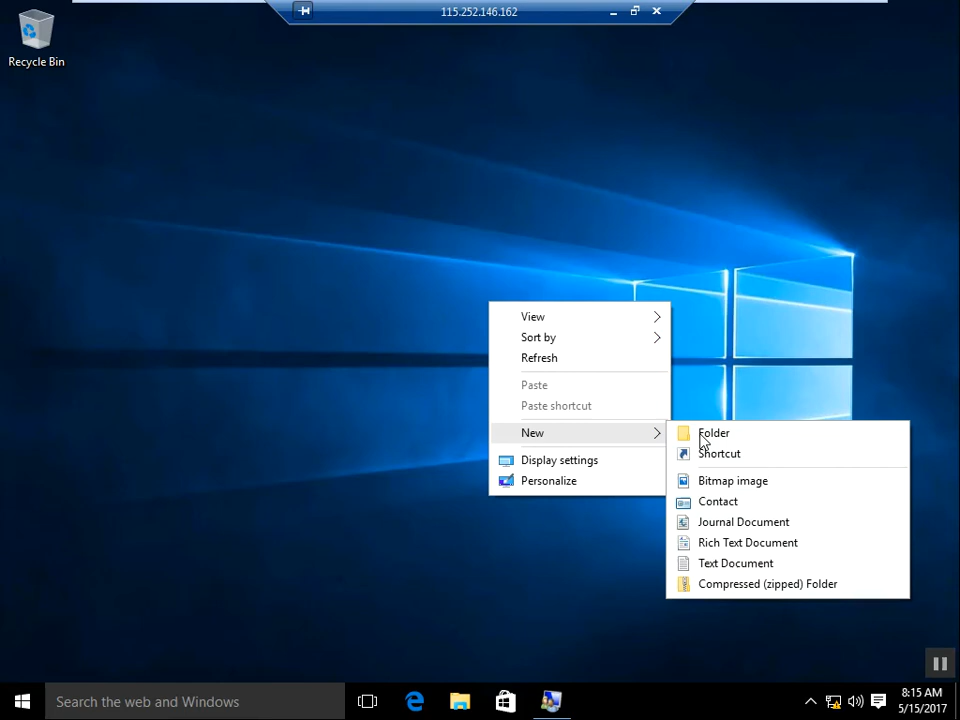 115.252.146.162
Recycle Bin
View
Sort by
Refresh
Paste
Paste shortcut
New
Display settings
Personalize
Folder
Shortcut
Bitmap image
Contact
Journal Document
Rich Text Document
Text Document
Compressed (zipped) Folder
Search the web and Windows
8:15 AM
5/15/2017